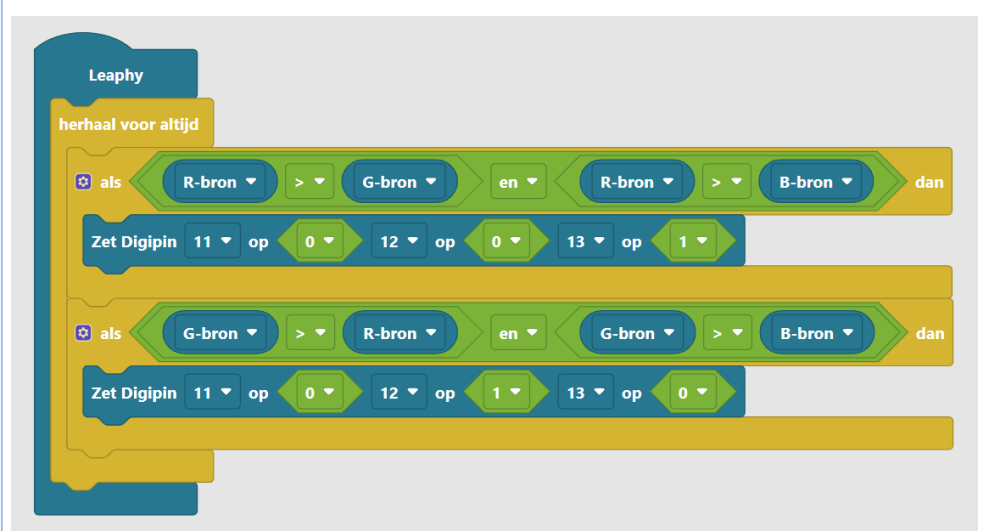 Leaphy
herhaal voor altijd
als R-bron > G-bron en R-bron > B-bron dan
Zet Digipin 11 op 0 12 op 0 13 op 1
als G-bron > R-bron en G-bron > B-bron dan
Zet Digipin 11 op 0 12 op 1 13 op 0